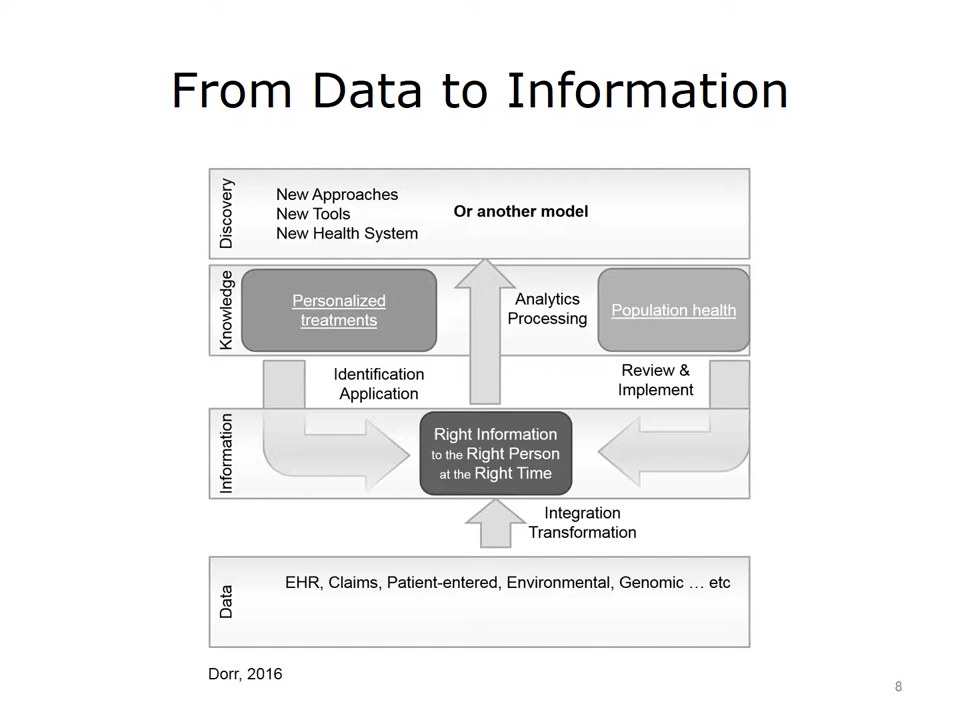 From Data to Information
Discovery
New Approaches
New Tools
New Health System
Or another model
Knowledge
Personalized
treatments
Analytics
Processing
Population health
Identification
Application
Review &
Implement
Information
Right Information
to the Right Person
at the Right Time
Integration
Transformation
Data
EHR, Claims, Patient-entered, Environmental, Genomic … etc
Dorr, 2016
8